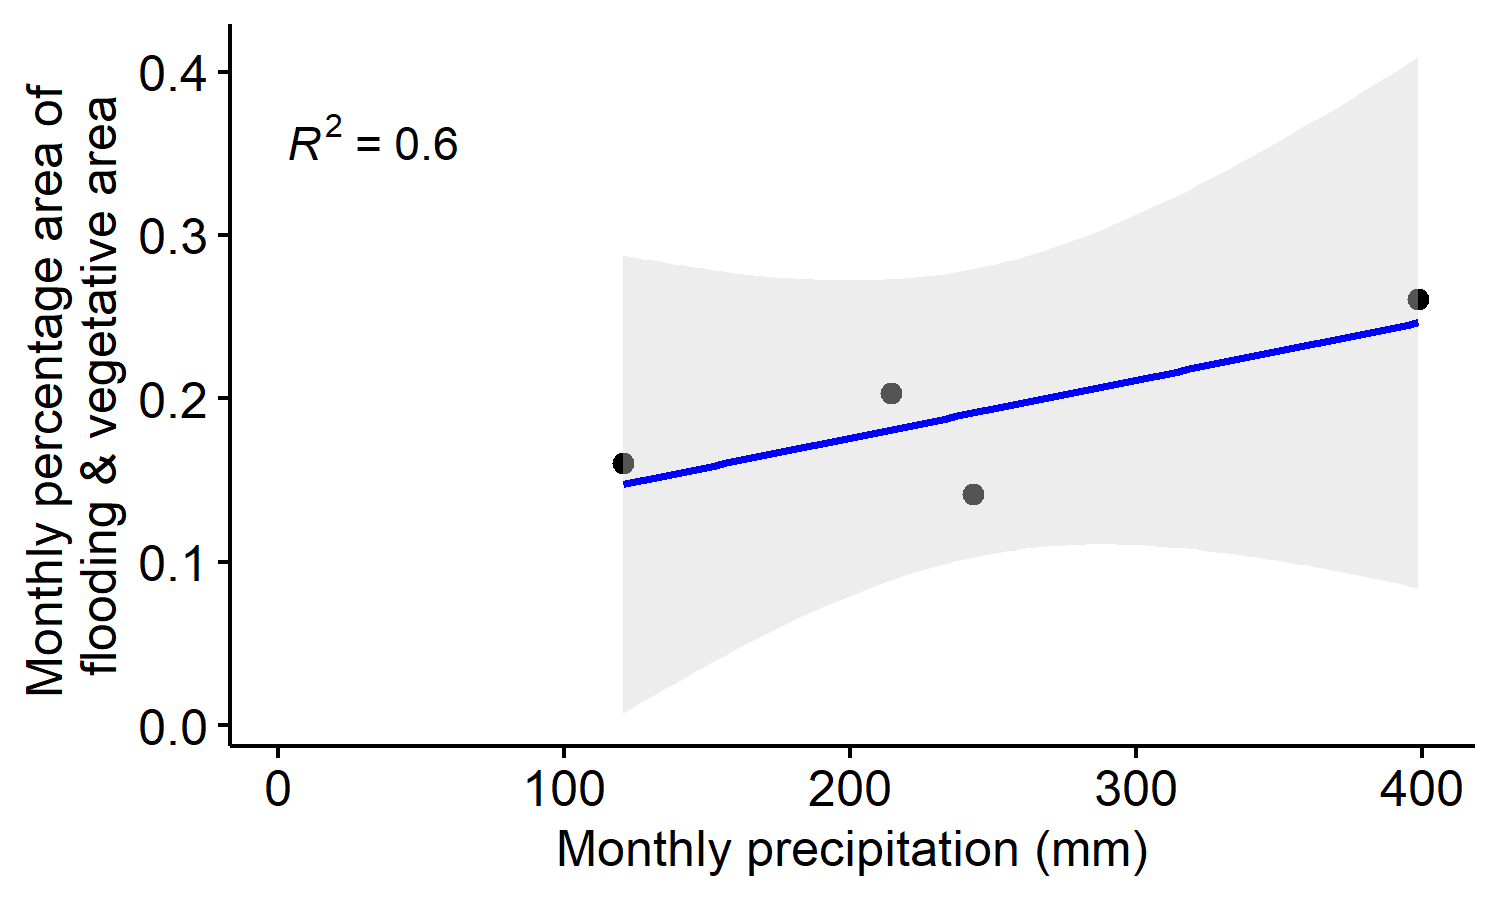 Monthly percentage area of
flooding & vegetative area
0.4
0.3
0.2
0.1
0.0
R² = 0.6
0 100 200 300 400
Monthly precipitation (mm)